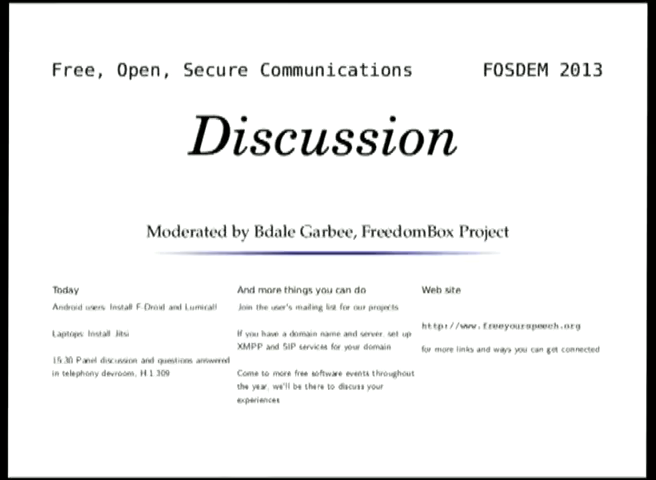 Free, Open, Secure Communications FOSDEM 2013
Discussion
Moderated by Bdale Garbee, FreedomBox Project
Today
Android users: Install F-Droid and Lumicall
Laptops: Install Jitsi
15:30 Panel discussion and questions answered
in telephony devroom, H.1.309
And more things you can do
Join the user's mailing list for our projects
If you have a domain name and server, set up
XMPP and SIP services for your domain
Come to more free software events throughout
the year, we'll be there to discuss your
experiences
Web site
http://www.freeyourspeech.org
for more links and ways you can get connected